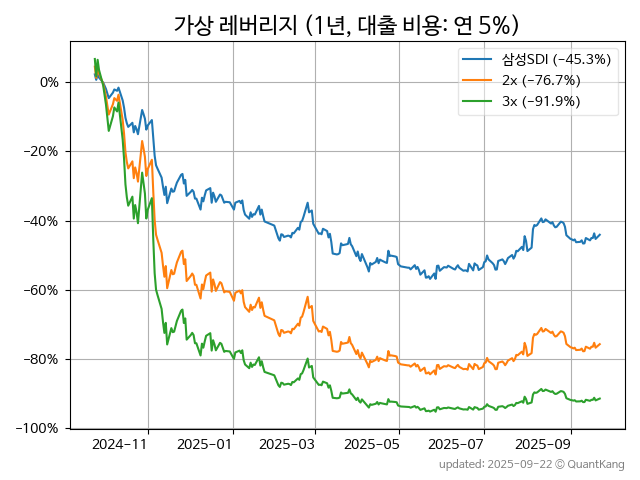 가상 레버리지 (1년, 대출 비용: 연 5%)
삼성SDI (−45.3%)
2x (−76.7%)
3x (−91.9%)
0%
−20%
−40%
−60%
−80%
−100%
2024-11 2025-01 2025-03 2025-05 2025-07 2025-09
updated: 2025-09-22 © QuantKang